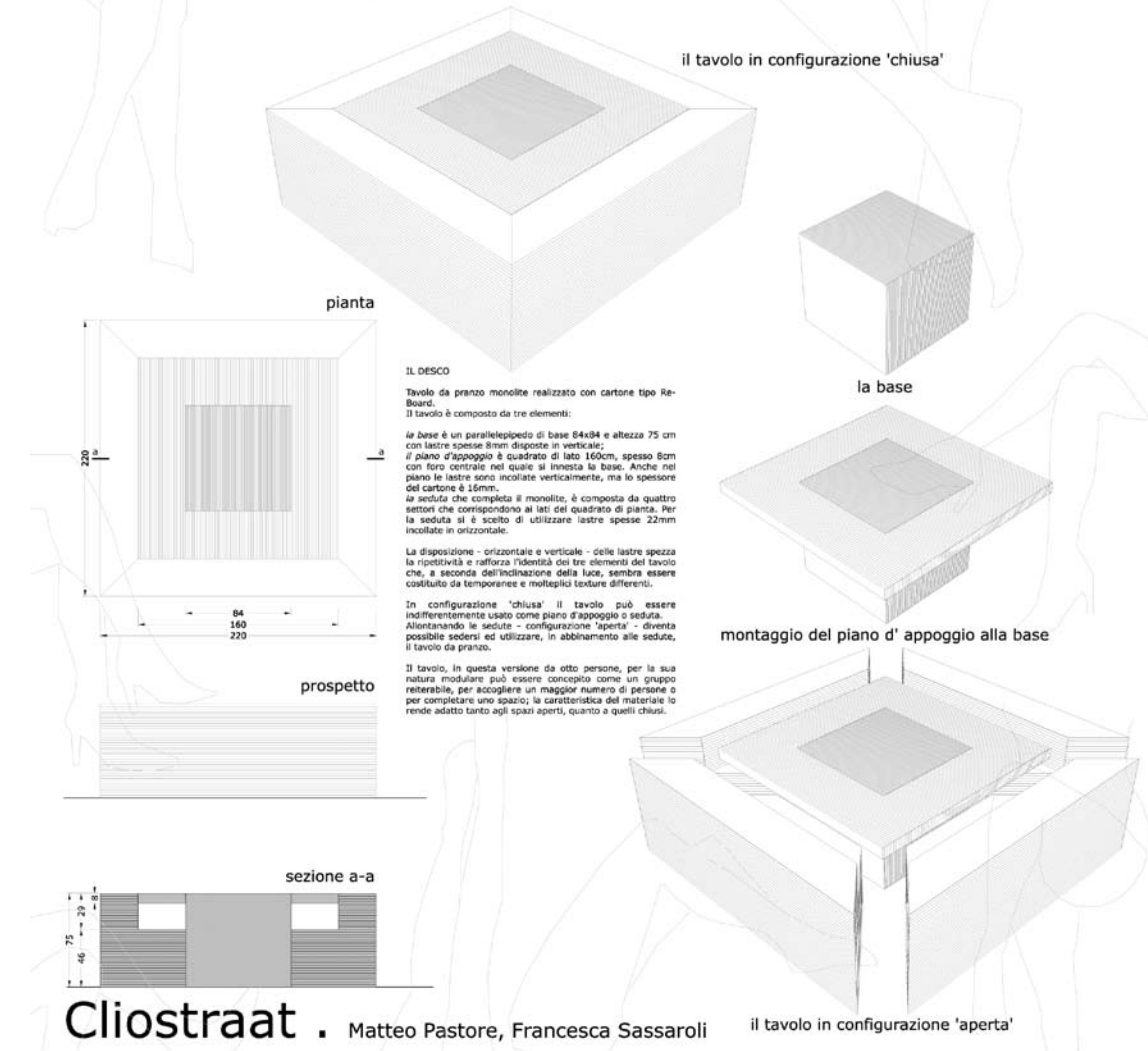 il tavolo in configurazione 'chiusa'
pianta
220
a
a
84
160
220
IL DESCO
Tavolo da pranzo monolite realizzato con cartone tipo Re-
Board.
Il tavolo è composto da tre elementi:
la base è un parallelepipedo di base 84x84 e altezza 75 cm
con lastre spesse 8mm disposte in verticale;
il piano d'appoggio è quadrato di lato 160cm, spesso 8cm
con foro centrale nel quale si innesta la base. Anche nel
piano le lastre sono incollate verticalmente, ma lo spessore
del cartone è 16mm.
la seduta che completa il monolite, è composta da quattro
settori che corrispondono ai lati del quadrato di pianta. Per
la seduta si è scelto di utilizzare lastre spesse 22mm
incollate in orizzontale.
La disposizione - orizzontale e verticale - delle lastre spezza
la ripetitività e rafforza l'identità dei tre elementi del tavolo
che, a seconda dell'inclinazione della luce, sembra essere
costituito da temporanee e molteplici texture differenti.
In configurazione 'chiusa' il tavolo può essere
indifferentemente usato come piano d'appoggio o seduta.
Allontanando le sedute - configurazione 'aperta' - diventa
possibile sedersi ed utilizzare, in abbinamento alle sedute,
il tavolo da pranzo.
Il tavolo, in questa versione da otto persone, per la sua
natura modulare può essere concepito come un gruppo
reiterabile, per accogliere un maggior numero di persone o
per completare uno spazio; la caratteristica del materiale lo
rende adatto tanto agli spazi aperti, quanto a quelli chiusi.
la base
montaggio del piano d' appoggio alla base
prospetto
sezione a-a
8
29
75
46
il tavolo in configurazione 'aperta'
Cliostraat . Matteo Pastore, Francesca Sassaroli